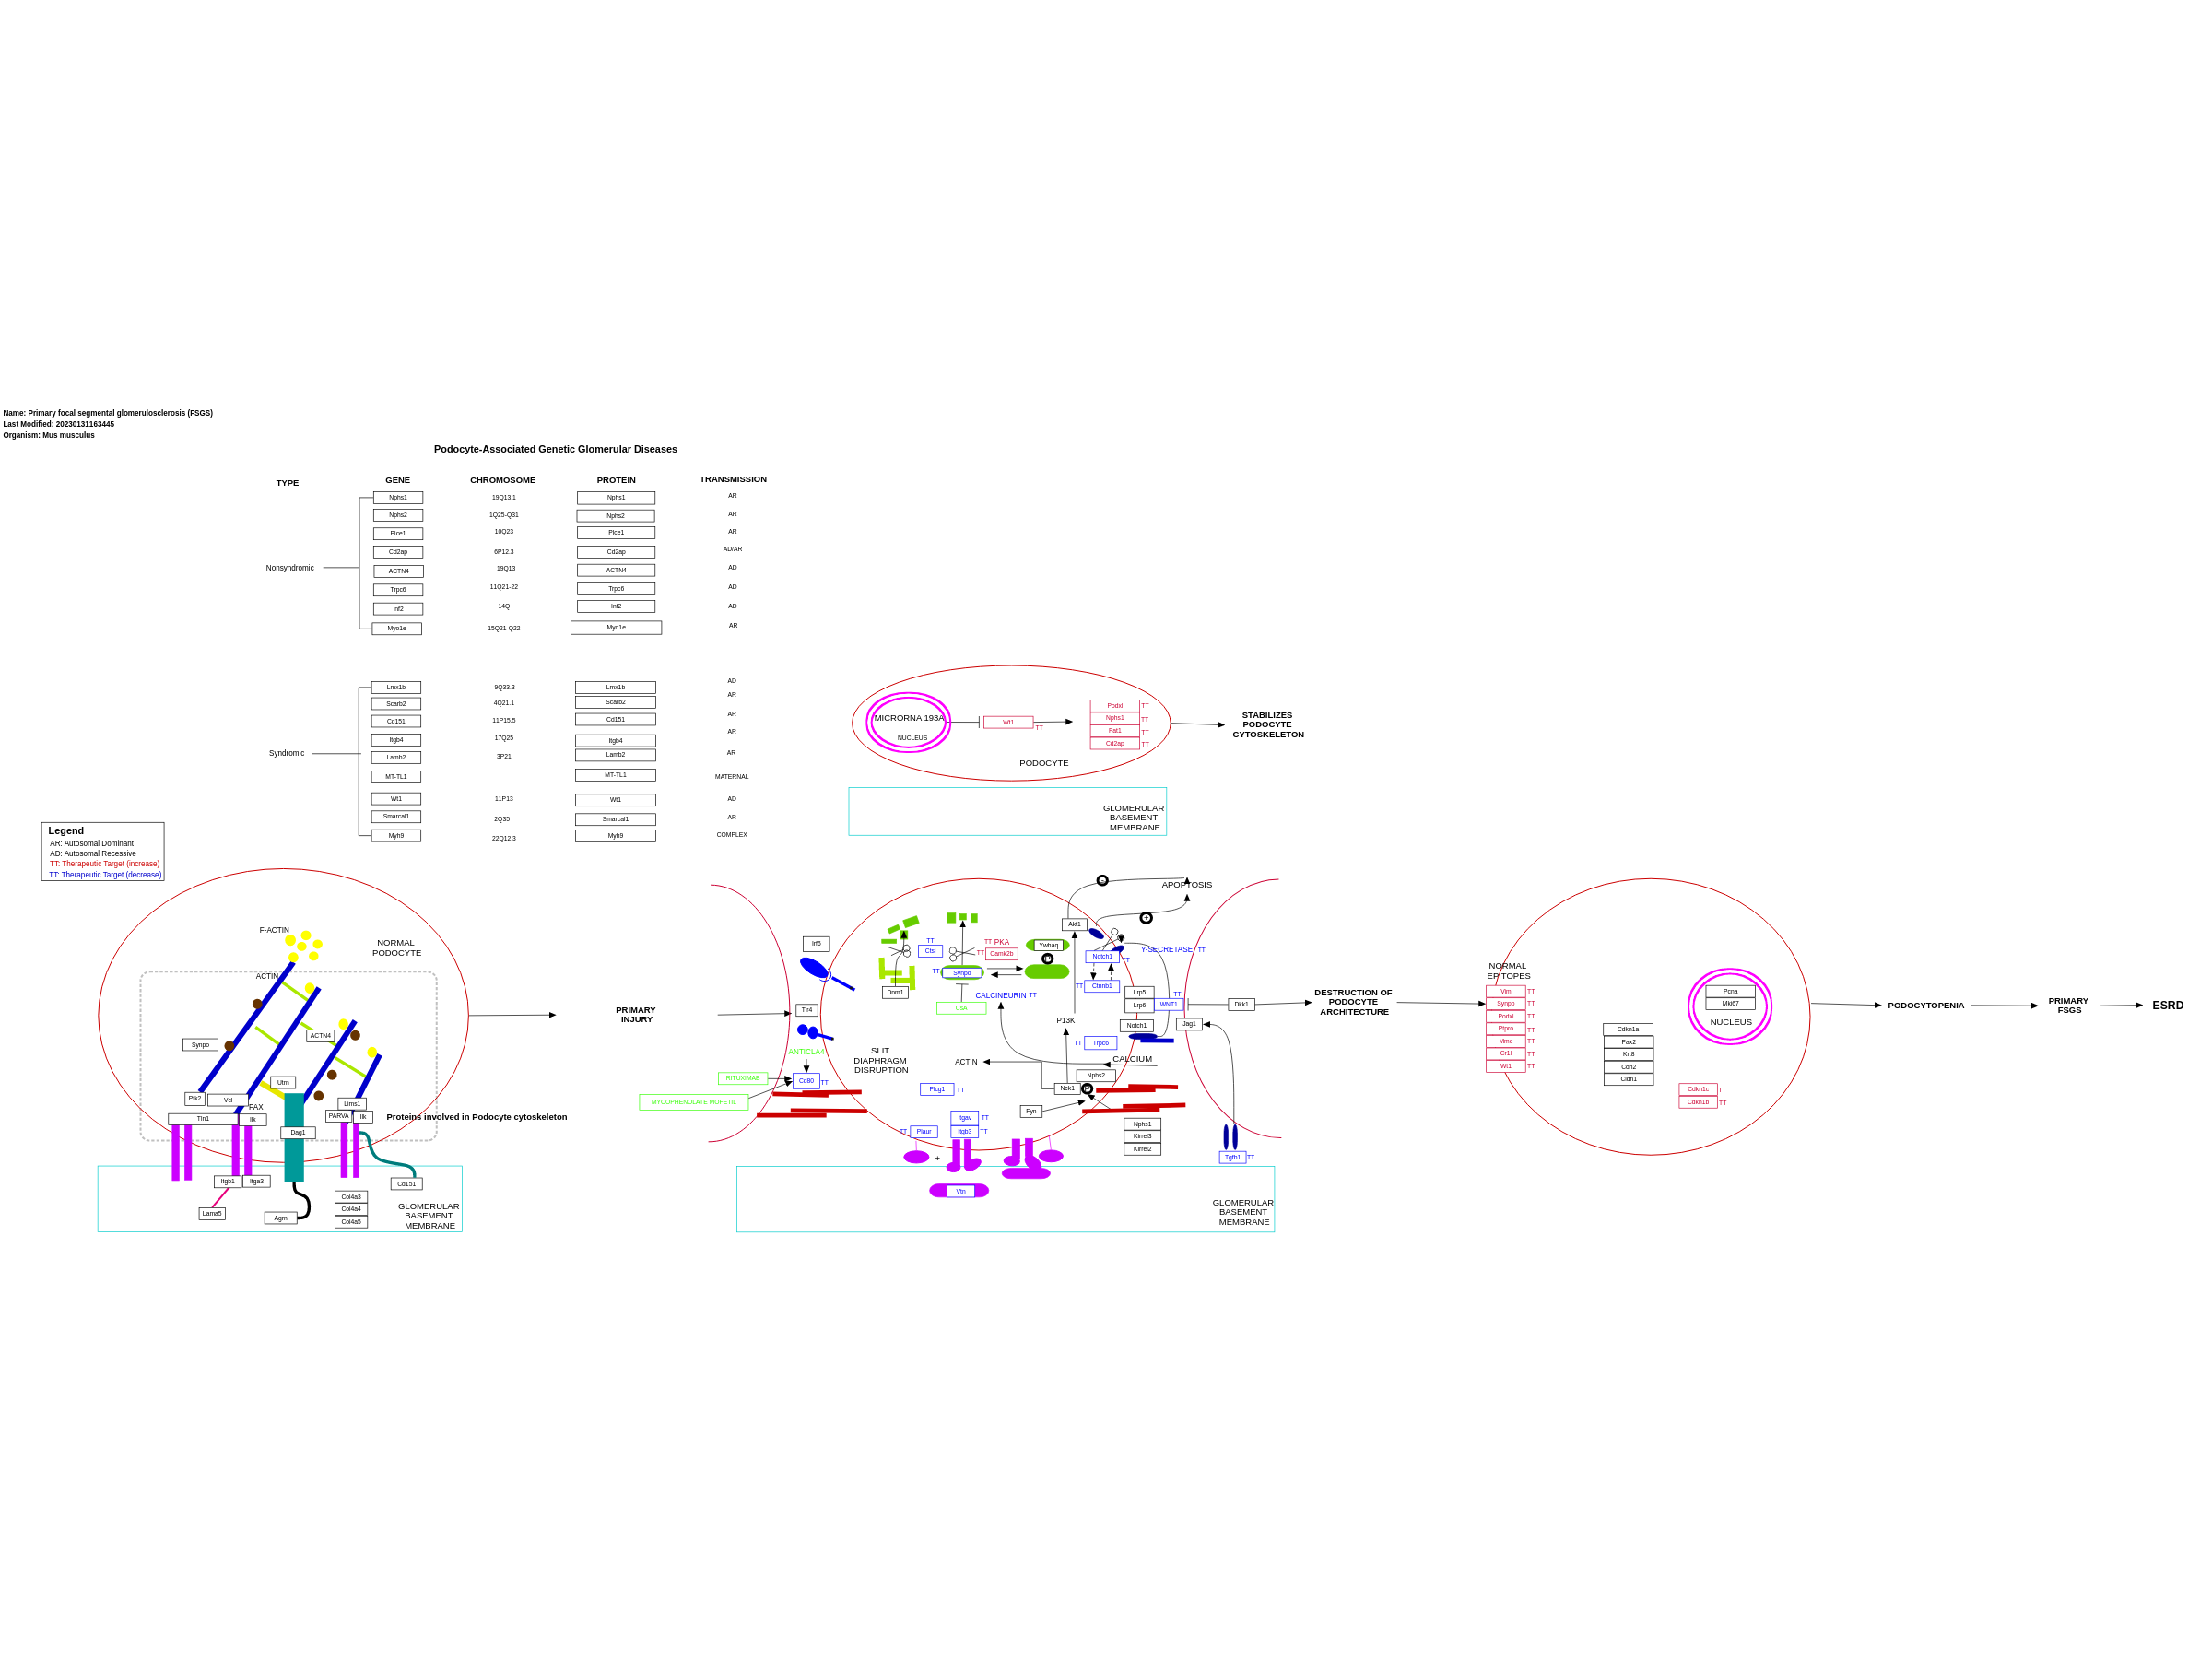 Name: Primary focal segmental glomerulosclerosis (FSGS)
Last Modified: 20230131163445
Organism: Mus musculus
Podocyte-Associated Genetic Glomerular Diseases
TYPE GENE CHROMOSOME PROTEIN TRANSMISSION
Nphs1 19Q13.1 Nphs1 AR
Nphs2 1Q25-Q31 Nphs2 AR
Plce1 10Q23 Plce1 AR
Cd2ap 6P12.3 Cd2ap AD/AR
Nonsyndromic
ACTN4 19Q13 ACTN4 AD
Trpc6 11Q21-22 Trpc6 AD
Inf2 14Q Inf2 AD
Myo1e 15Q21-Q22 Myo1e AR
Lmx1b 9Q33.3 Lmx1b AD
Scarb2 4Q21.1 Scarb2 AR
Cd151 11P15.5 Cd151 AR
Itgb4 17Q25 Itgb4 AR
Syndromic
Lamb2 3P21 Lamb2 AR
MT-TL1 MT-TL1 MATERNAL
Wt1 11P13 Wt1 AD
Smarcal1 2Q35 Smarcal1 AR
Myh9 22Q12.3 Myh9 COMPLEX
MICRORNA 193A
NUCLEUS
Wt1 TT
Podxl TT
Nphs1 TT
Fat1 TT
Cd2ap TT
PODOCYTE
STABILIZES
PODOCYTE
CYTOSKELETON
GLOMERULAR
BASEMENT
MEMBRANE
Legend
AR: Autosomal Dominant
AD: Autosomal Recessive
TT: Therapeutic Target (increase)
TT: Therapeutic Target (decrease)
F-ACTIN
NORMAL
PODOCYTE
ACTIN
ACTN4
Synpo
Utrn
Ptk2 Vcl PAX
Tln1 Ilk
Lims1
PARVA Ilk
Dag1
Proteins involved in Podocyte cytoskeleton
Itgb1 Itga3
Cd151
Lama5
Agrn
Col4a3
Col4a4
Col4a5
GLOMERULAR
BASEMENT
MEMBRANE
PRIMARY
INJURY
Irf6
Tlr4
ANTICLA4
RITUXIMAB
Cd80 TT
MYCOPHENOLATE MOFETIL
SLIT
DIAPHRAGM
DISRUPTION
Dnm1
TT
Ctsl
TT PKA
TT Camk2b
TT Synpo
CsA
CALCINEURIN TT
Ywhaq
P
Akt1
-
APOPTOSIS
+
Y-SECRETASE TT
Notch1 TT
TT Ctnnb1
Lrp5
Lrp6
TT
WNT1
Dkk1
Notch1
Jag1
P13K
TT Trpc6
ACTIN
CALCIUM
Nphs2
Nck1 P
Fyn
Plcg1 TT
Itgav TT
Itgb3 TT
TT Plaur
+
Vtn
Nphs1
Kirrel3
Kirrel2
Tgfb1 TT
GLOMERULAR
BASEMENT
MEMBRANE
DESTRUCTION OF
PODOCYTE
ARCHITECTURE
NORMAL
EPITOPES
Vim TT
Synpo TT
Podxl TT
Ptpro TT
Mme TT
Cr1l TT
Wt1 TT
Cdkn1a
Pax2
Krt8
Cdh2
Cldn1
Pcna
Mki67
NUCLEUS
Cdkn1c TT
Cdkn1b TT
PODOCYTOPENIA
PRIMARY
FSGS
ESRD